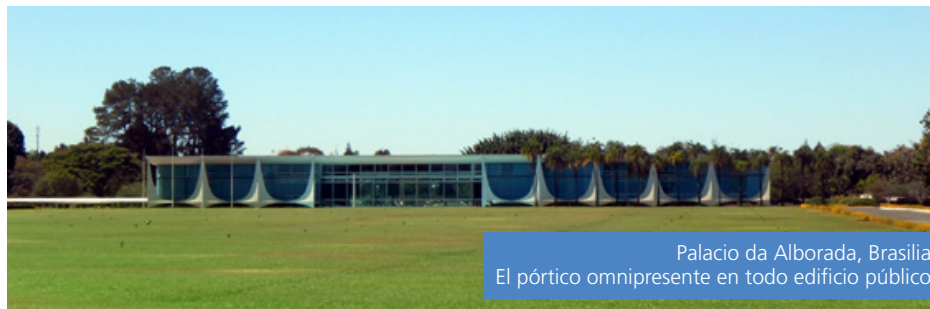 Palacio da Alborada, Brasilia
El pórtico omnipresente en todo edificio público